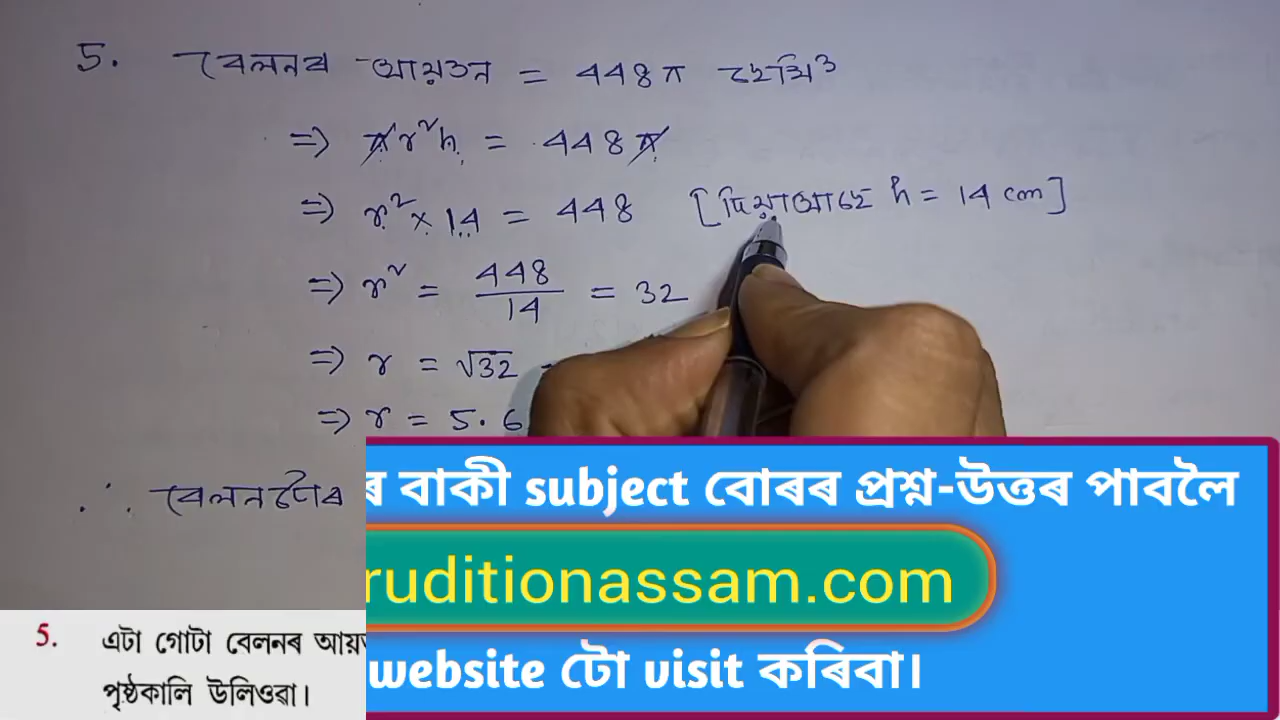 5. বেলনৰ আয়তন = 448π ছেমি³
⇒ πr²h = 448π
⇒ r² × 14 = 448 [দিয়া আছে h = 14 cm]
⇒ r² = 448/14 = 32
⇒ r = √32
⇒ r = 5.6
∴ বেলনটোৰ
ৰ বাকী subject বোৰৰ প্ৰশ্ন-উত্তৰ পাবলৈ
ruditionassam.com
website টো visit কৰিবা।
5. এটা গোটা বেলনৰ আয়ত
পৃষ্ঠকালি উলিওৱা।